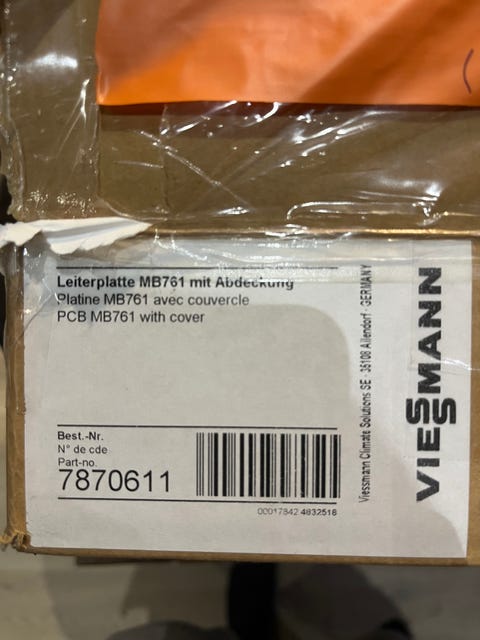 Leiterplatte MB761 mit Abdeckung
Platine MB761 avec couvercle
PCB MB761 with cover
Best.-Nr.
N° de cde
Part-no.
7870611
00017842 4832516
Viessmann Climate Solutions SE · 35108 Allendorf · GERMANY
VIESSMANN